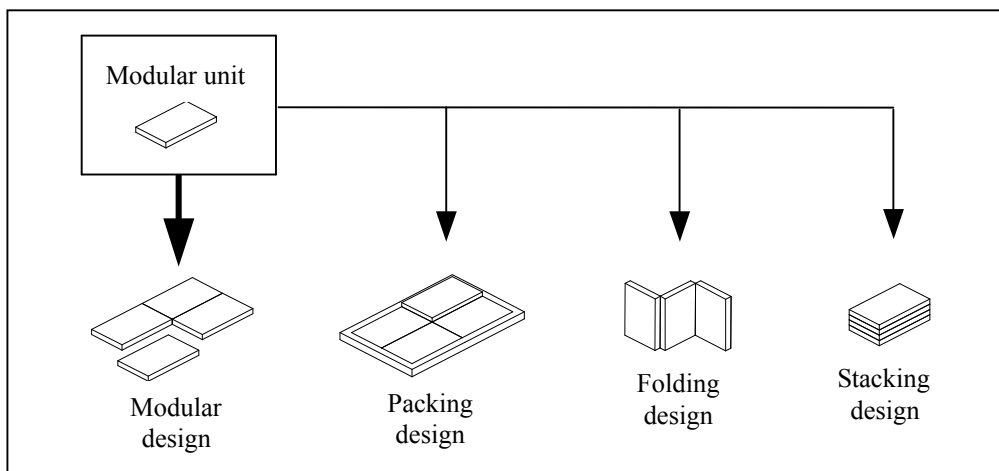 Modular unit
Modular
design
Packing
design
Folding
design
Stacking
design